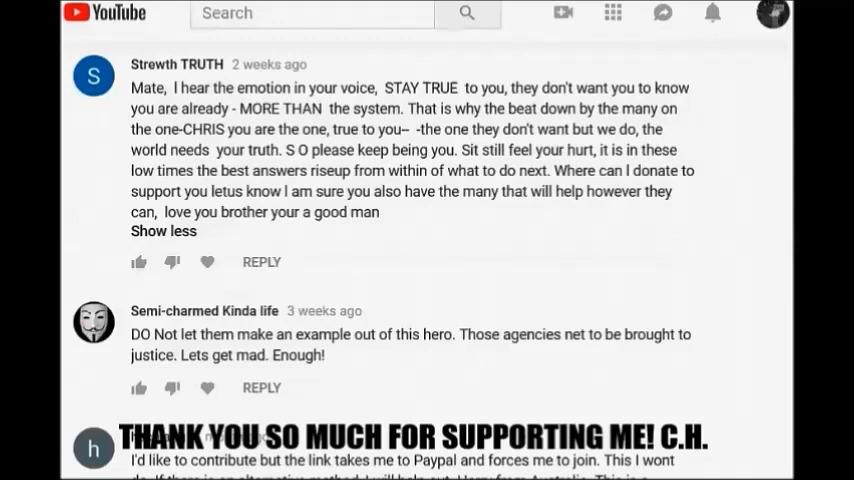 YouTube
Search
S
Strewth TRUTH 2 weeks ago
Mate, I hear the emotion in your voice, STAY TRUE to you, they don't want you to know
you are already - MORE THAN the system. That is why the beat down by the many on
the one-CHRIS you are the one, true to you-- -the one they don't want but we do, the
world needs your truth. S O please keep being you. Sit still feel your hurt, it is in these
low times the best answers riseup from within of what to do next. Where can I donate to
support you letus know I am sure you also have the many that will help however they
can, love you brother your a good man
Show less
REPLY
Semi-charmed Kinda life 3 weeks ago
DO Not let them make an example out of this hero. Those agencies net to be brought to
justice. Lets get mad. Enough!
REPLY
h
THANK YOU SO MUCH FOR SUPPORTING ME! C.H.
I'd like to contribute but the link takes me to Paypal and forces me to join. This I wont